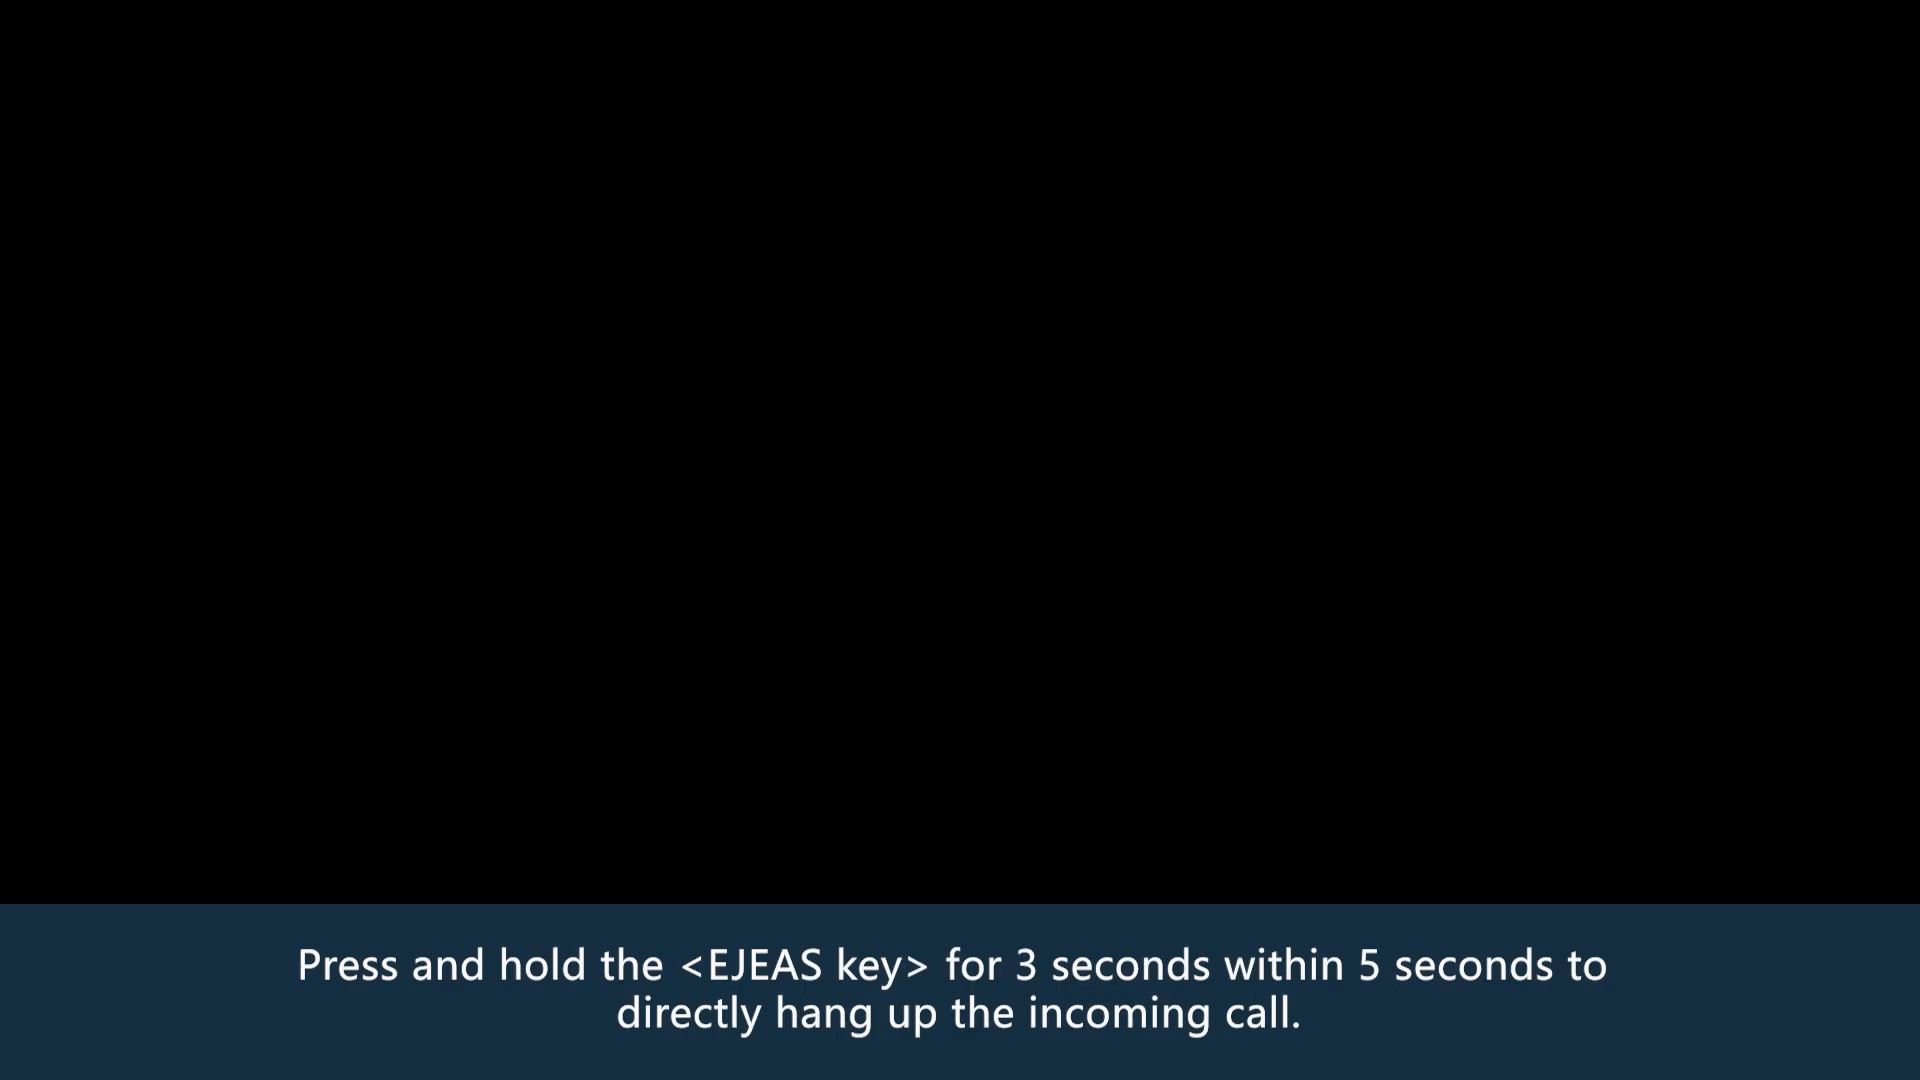 Press and hold the <EJEAS key> for 3 seconds within 5 seconds to
directly hang up the incoming call.